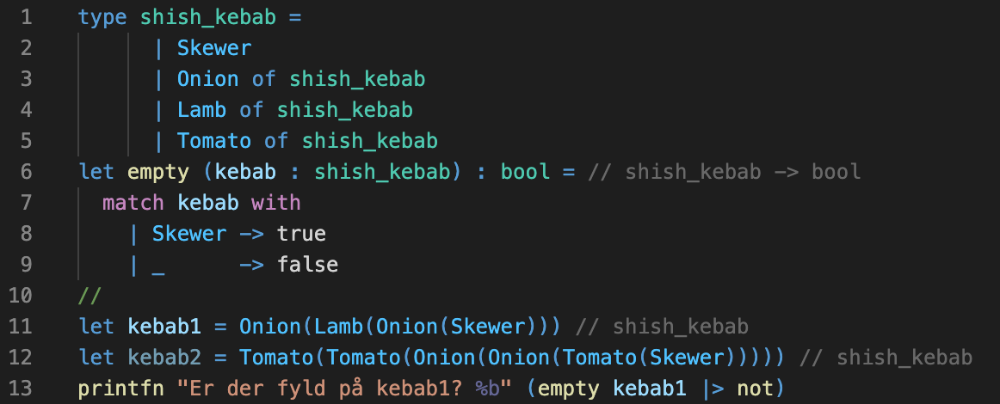 1 type shish_kebab =
2 | Skewer
3 | Onion of shish_kebab
4 | Lamb of shish_kebab
5 | Tomato of shish_kebab
6 let empty (kebab : shish_kebab) : bool = // shish_kebab -> bool
7 match kebab with
8 | Skewer -> true
9 | _ -> false
10 //
11 let kebab1 = Onion(Lamb(Onion(Skewer))) // shish_kebab
12 let kebab2 = Tomato(Tomato(Onion(Onion(Tomato(Skewer))))) // shish_kebab
13 printfn "Er der fyld på kebab1? %b" (empty kebab1 |> not)